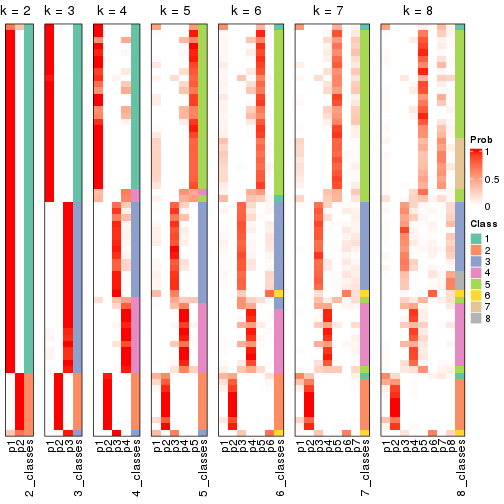 k = 2 k = 3 k = 4 k = 5 k = 6 k = 7 k = 8
Prob
1
0.5
0
Class
1
2
3
4
5
6
7
8
p1 p2 2_classes
p1 p2 p3 3_classes
p1 p2 p3 p4 4_classes
p1 p2 p3 p4 p5 5_classes
p1 p2 p3 p4 p5 p6 6_classes
p1 p2 p3 p4 p5 p6 p7 7_classes
p1 p2 p3 p4 p5 p6 p7 p8 8_classes